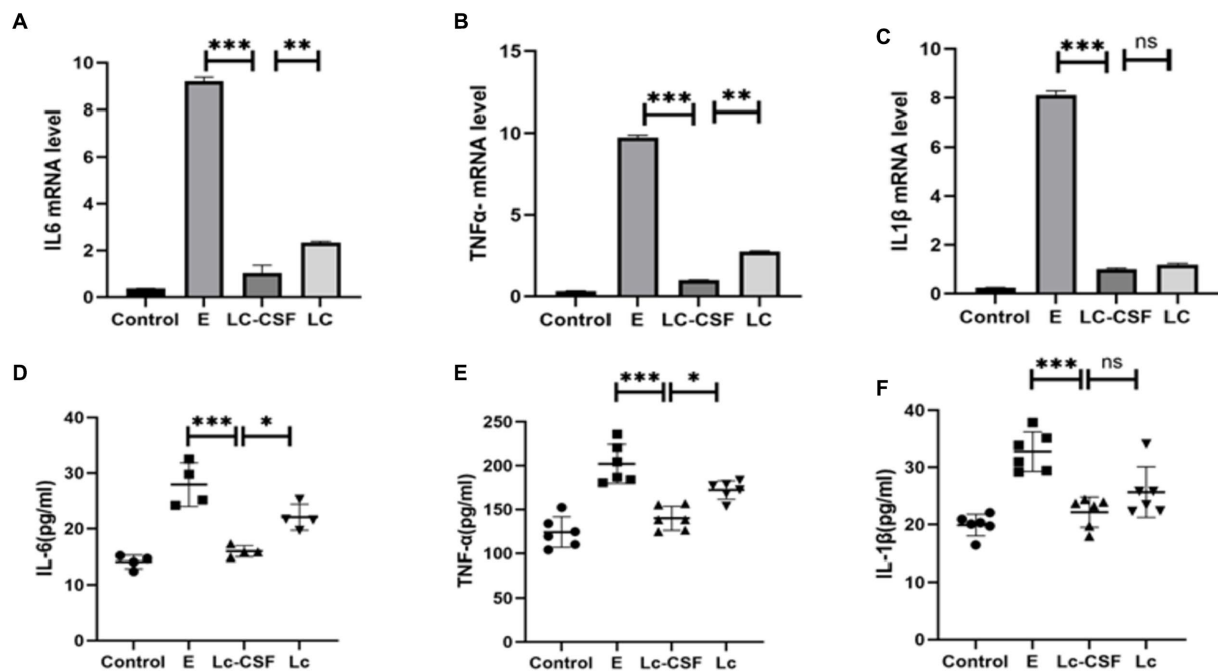 A
IL6 mRNA level
10
8
6
4
2
0
*** **
Control E LC-CSF LC
B
TNFα- mRNA level
15
10
5
0
*** **
Control E LC-CSF LC
C
IL1β mRNA level
10
8
6
4
2
0
*** ns
Control E LC-CSF LC
D
IL-6(pg/ml)
40
30
20
10
0
*** *
Control E Lc-CSF Lc
E
TNF-α(pg/ml)
250
200
150
100
50
0
*** *
Control E Lc-CSF Lc
F
IL-1β(pg/ml)
40
30
20
10
0
*** ns
Control E Lc-CSF Lc